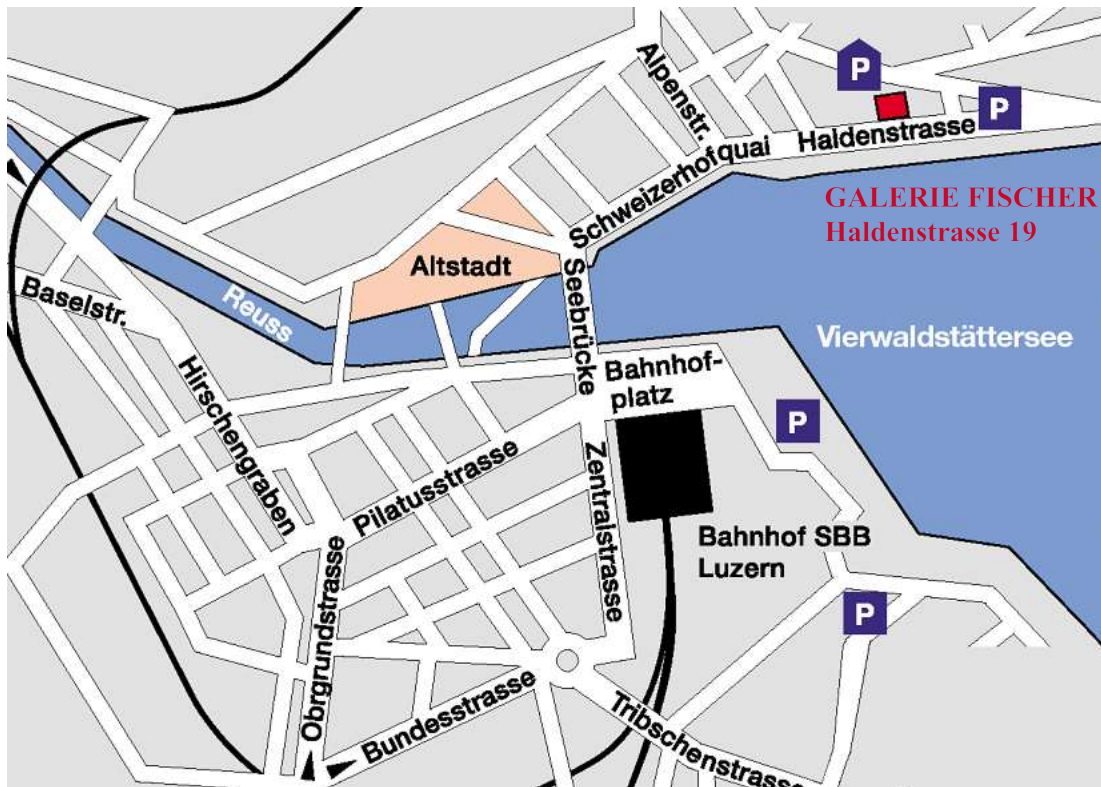 P
P
Alpenstr.
Haldenstrasse
Schweizerhofquai
GALERIE FISCHER
Haldenstrasse 19
Altstadt
Seebrücke
Baselstr.
Reuss
Vierwaldstättersee
Bahnhof-
platz
Hirschengraben
P
Pilatusstrasse
Zentralstrasse
Bahnhof SBB
Luzern
Obrgrundstrasse
P
Bundesstrasse
Tribschenstrasse